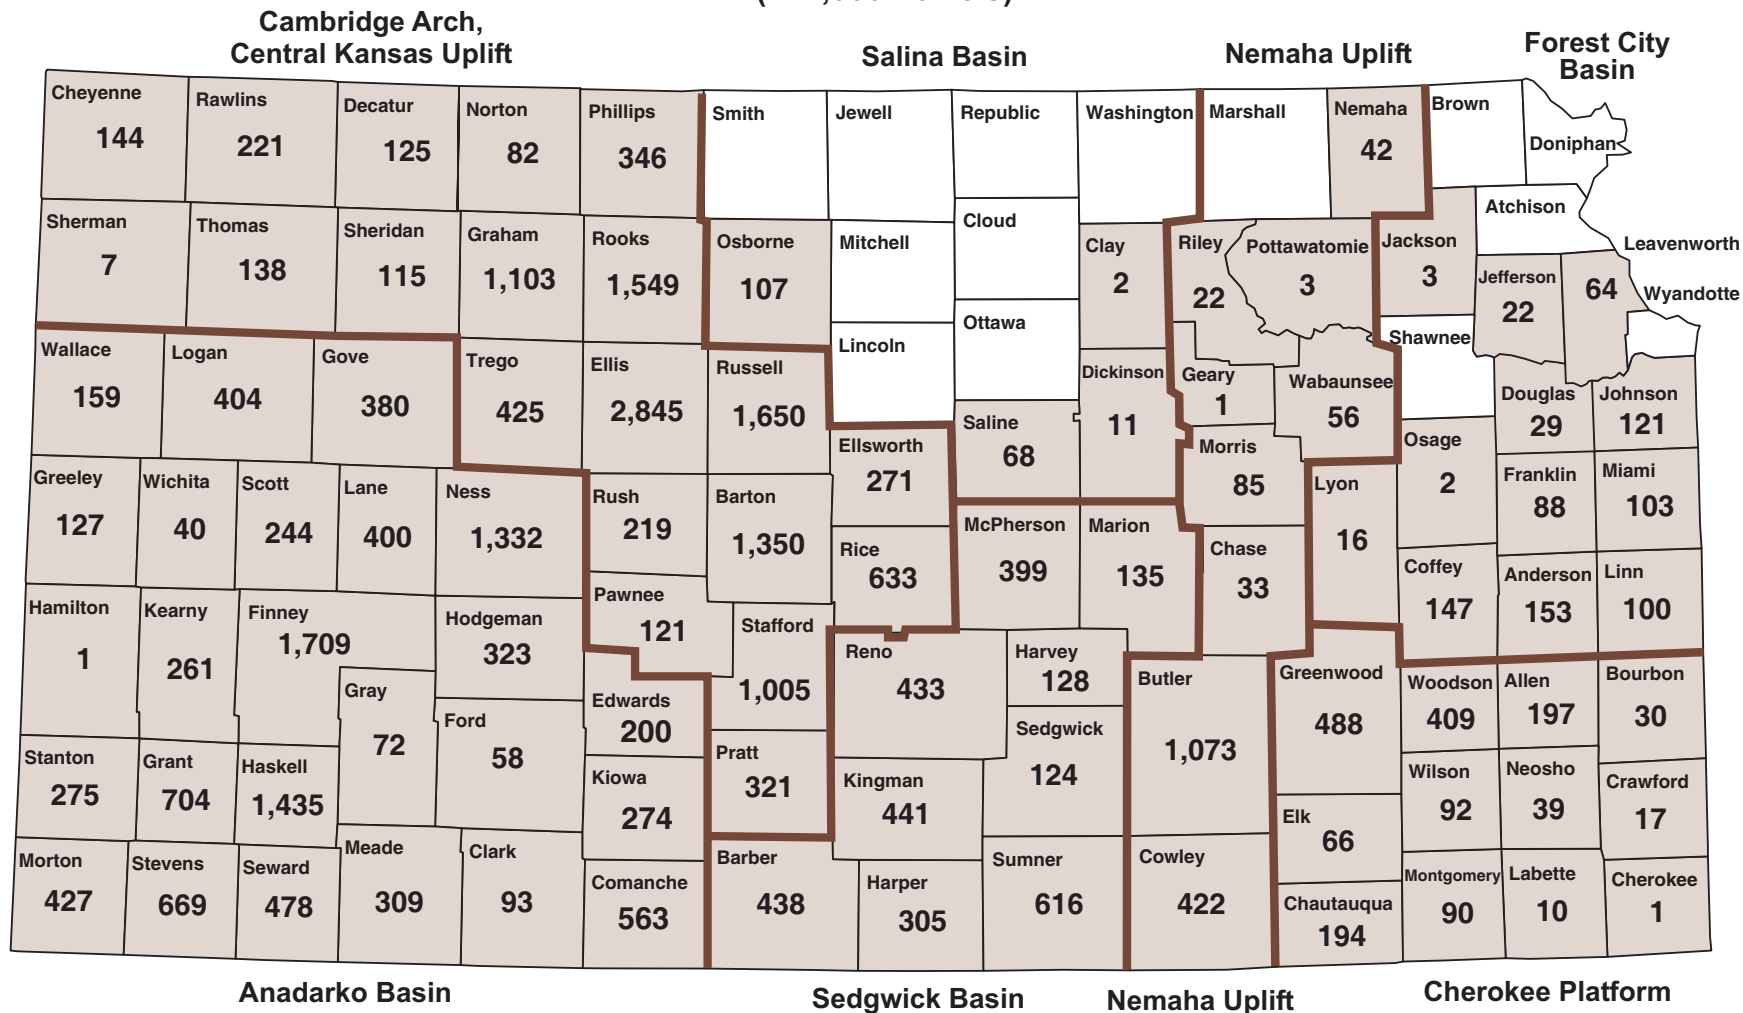 Cambridge Arch,
Central Kansas Uplift
Salina Basin
Nemaha Uplift
Forest City
Basin
Cheyenne
144
Rawlins
221
Decatur
125
Norton
82
Phillips
346
Smith
Jewell
Republic
Washington
Marshall
Nemaha
42
Brown
Doniphan
Sherman
7
Thomas
138
Sheridan
115
Graham
1,103
Rooks
1,549
Osborne
107
Mitchell
Cloud
Clay
2
Riley
22
Pottawatomie
3
Jackson
3
Atchison
Jefferson
22
Leavenworth
64
Wyandotte
Wallace
159
Logan
404
Gove
380
Trego
425
Ellis
2,845
Russell
1,650
Lincoln
Ottawa
Saline
68
Dickinson
11
Geary
1
Wabaunsee
56
Shawnee
Douglas
29
Johnson
121
Greeley
127
Wichita
40
Scott
244
Lane
400
Ness
1,332
Rush
219
Barton
1,350
Ellsworth
271
Rice
633
McPherson
399
Marion
135
Morris
85
Chase
33
Lyon
16
Osage
2
Franklin
88
Miami
103
Coffey
147
Anderson
153
Linn
100
Hamilton
1
Kearny
261
Finney
1,709
Hodgeman
323
Pawnee
121
Stafford
1,005
Reno
433
Harvey
128
Sedgwick
124
Butler
1,073
Greenwood
488
Woodson
409
Allen
197
Bourbon
30
Gray
72
Ford
58
Edwards
200
Kiowa
274
Pratt
321
Kingman
441
Stanton
275
Grant
704
Haskell
1,435
Elk
66
Wilson
92
Neosho
39
Crawford
17
Morton
427
Stevens
669
Seward
478
Meade
309
Clark
93
Comanche
563
Barber
438
Harper
305
Sumner
616
Cowley
422
Chautauqua
194
Montgomery
90
Labette
10
Cherokee
1
Anadarko Basin
Sedgwick Basin
Nemaha Uplift
Cherokee Platform